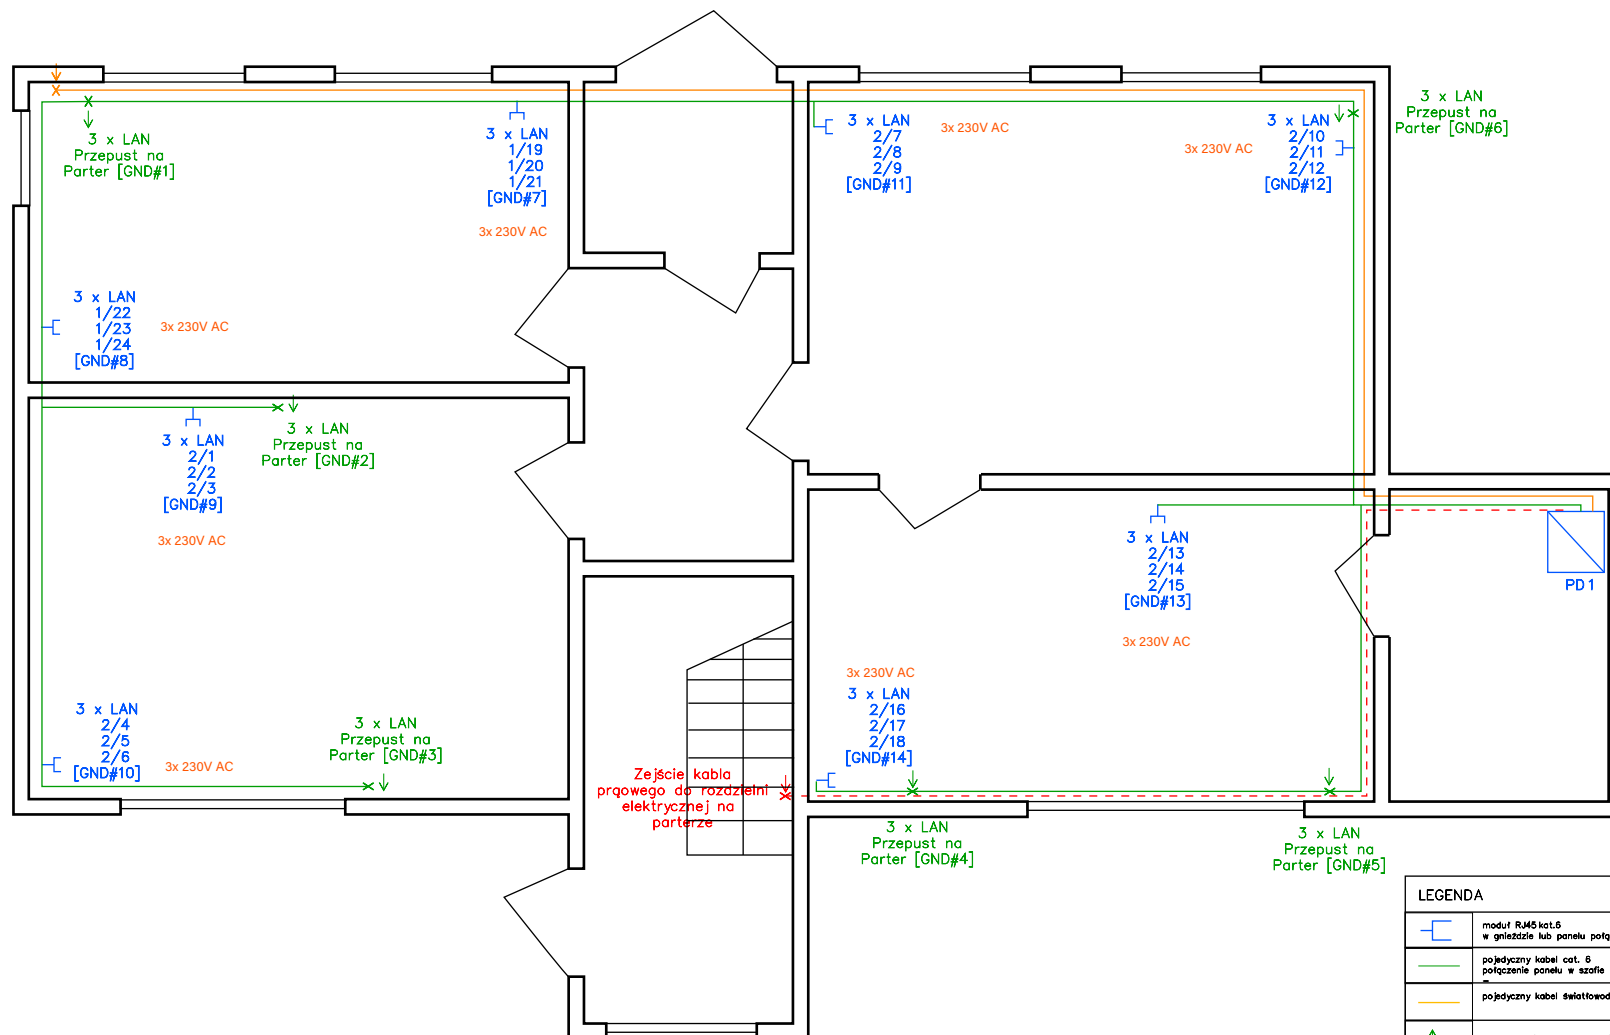 3 x LAN
Przepust na
Parter [GND#1]
3 x LAN
1/19
1/20
1/21
[GND#7]
3x 230V AC
3 x LAN
2/7
2/8
2/9
[GND#11]
3x 230V AC
3x 230V AC
3 x LAN
2/10
2/11
2/12
[GND#12]
3 x LAN
Przepust na
Parter [GND#6]
3 x LAN
1/22
1/23
1/24
[GND#8]
3x 230V AC
3 x LAN
2/1
2/2
2/3
[GND#9]
3x 230V AC
3 x LAN
Przepust na
Parter [GND#2]
3 x LAN
2/13
2/14
2/15
[GND#13]
3x 230V AC
PD1
3x 230V AC
3 x LAN
2/16
2/17
2/18
[GND#14]
3 x LAN
2/4
2/5
2/6
[GND#10]
3x 230V AC
3 x LAN
Przepust na
Parter [GND#3]
Zejście kabla
prądowego do rozdzielni
elektrycznej na
parterze
3 x LAN
Przepust na
Parter [GND#4]
3 x LAN
Przepust na
Parter [GND#5]
LEGENDA
moduł RJ45 kat.6
w gnieździe lub panelu połą
pojedyczny kabel cat. 6
połączenie panelu w szafie
pojedyczny kabel światłowod